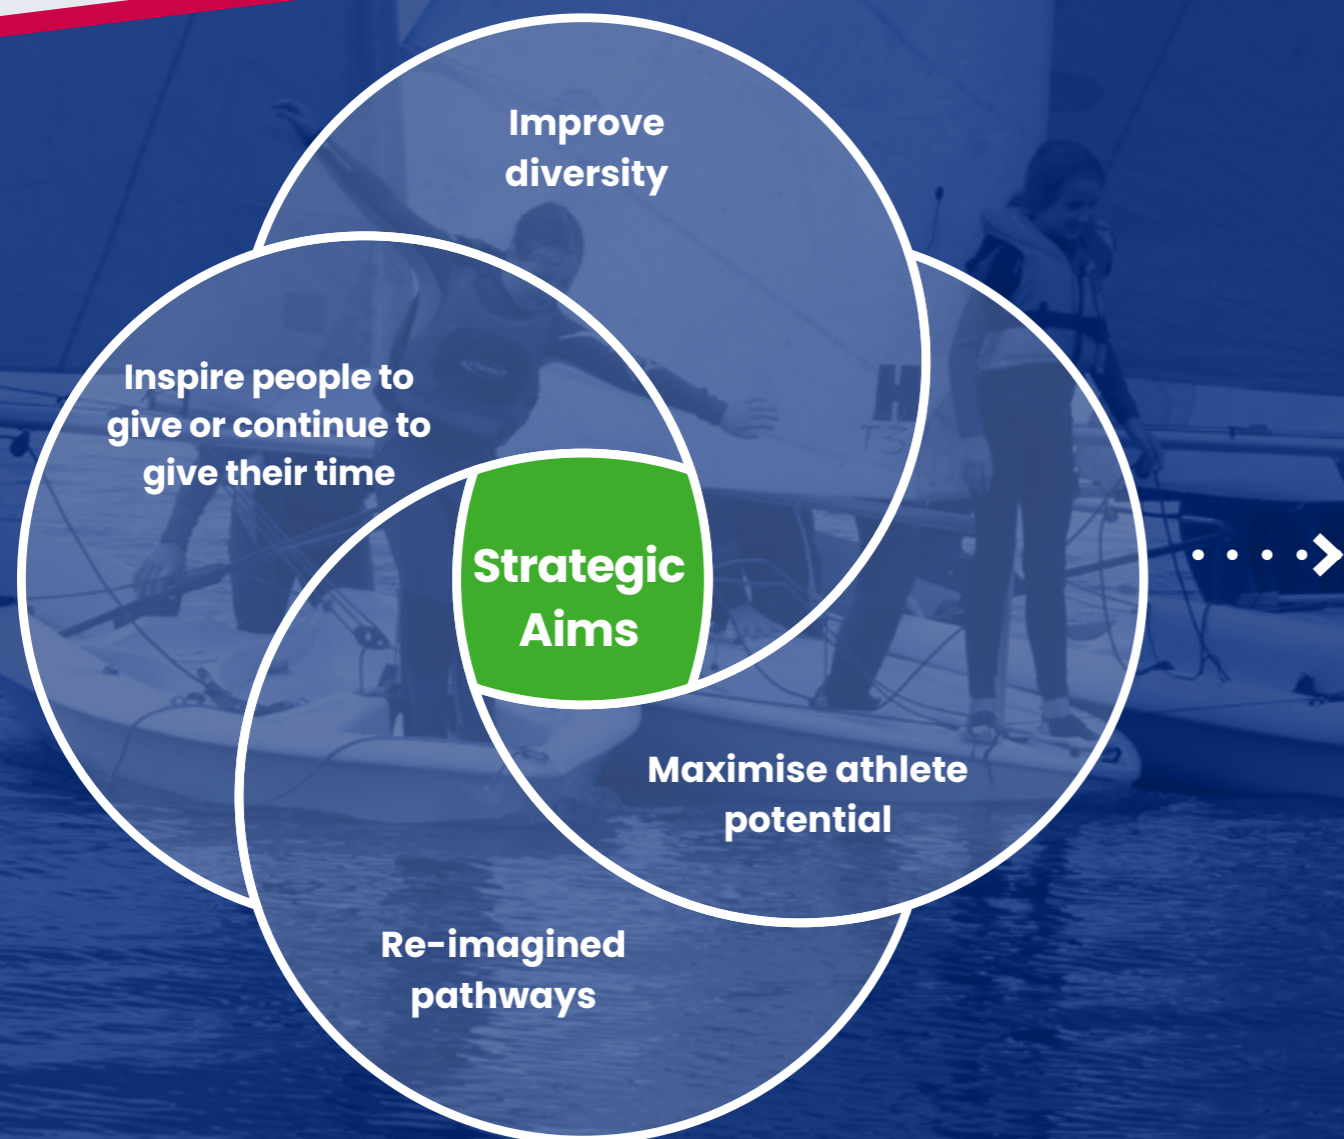 Improve
diversity
Inspire people to
give or continue to
give their time
Strategic
Aims
Maximise athlete
potential
Re-imagined
pathways